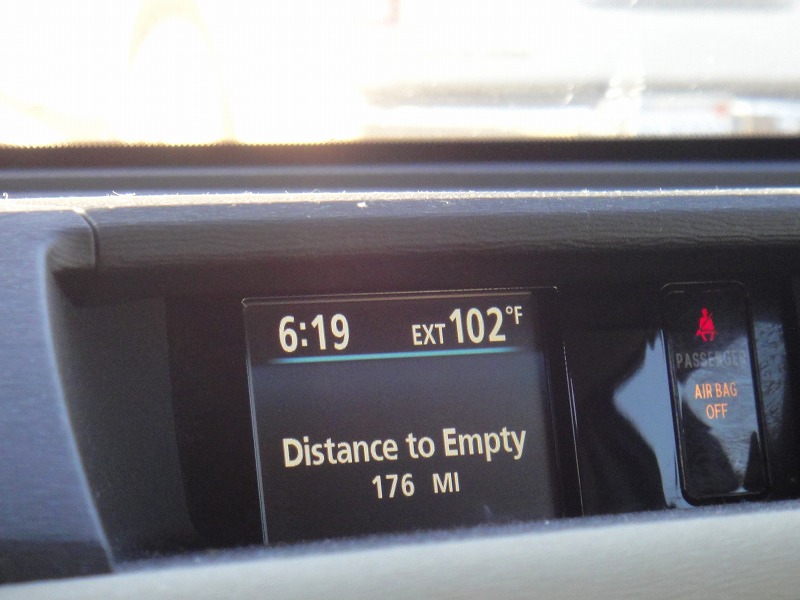 6:19 EXT 102°F
Distance to Empty
176 MI
PASSENGER
AIR BAG
OFF